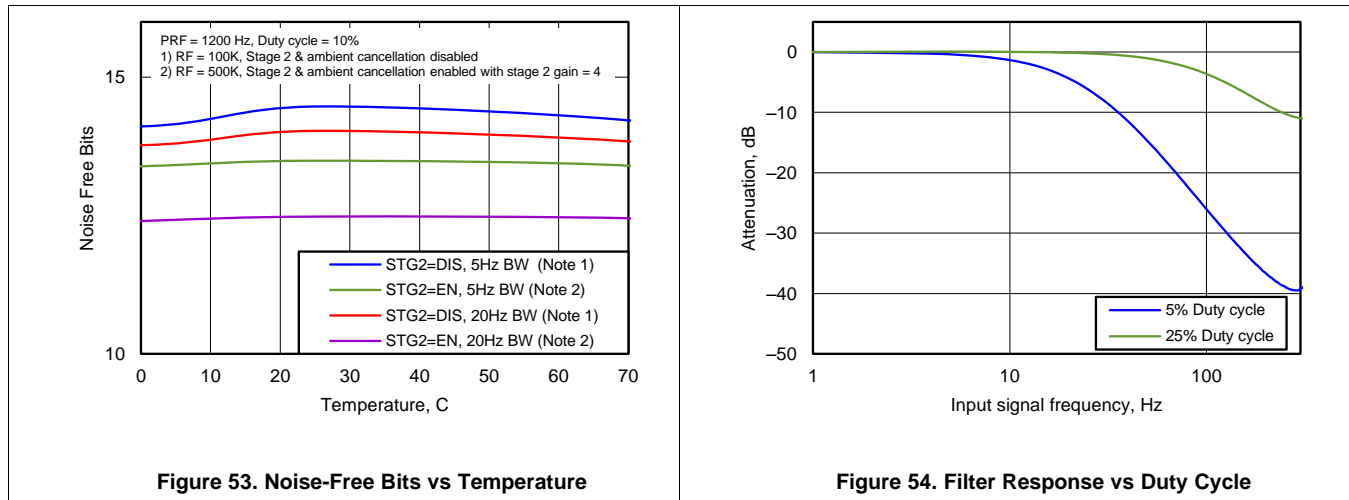 PRF = 1200 Hz, Duty cycle = 10%
1) RF = 100K, Stage 2 & ambient cancellation disabled
2) RF = 500K, Stage 2 & ambient cancellation enabled with stage 2 gain = 4
15
10
Noise Free Bits
STG2=DIS, 5Hz BW (Note 1)
STG2=EN, 5Hz BW (Note 2)
STG2=DIS, 20Hz BW (Note 1)
STG2=EN, 20Hz BW (Note 2)
0 10 20 30 40 50 60 70
Temperature, C
Figure 53. Noise-Free Bits vs Temperature
0
–10
–20
–30
–40
–50
Attenuation, dB
5% Duty cycle
25% Duty cycle
1 10 100
Input signal frequency, Hz
Figure 54. Filter Response vs Duty Cycle